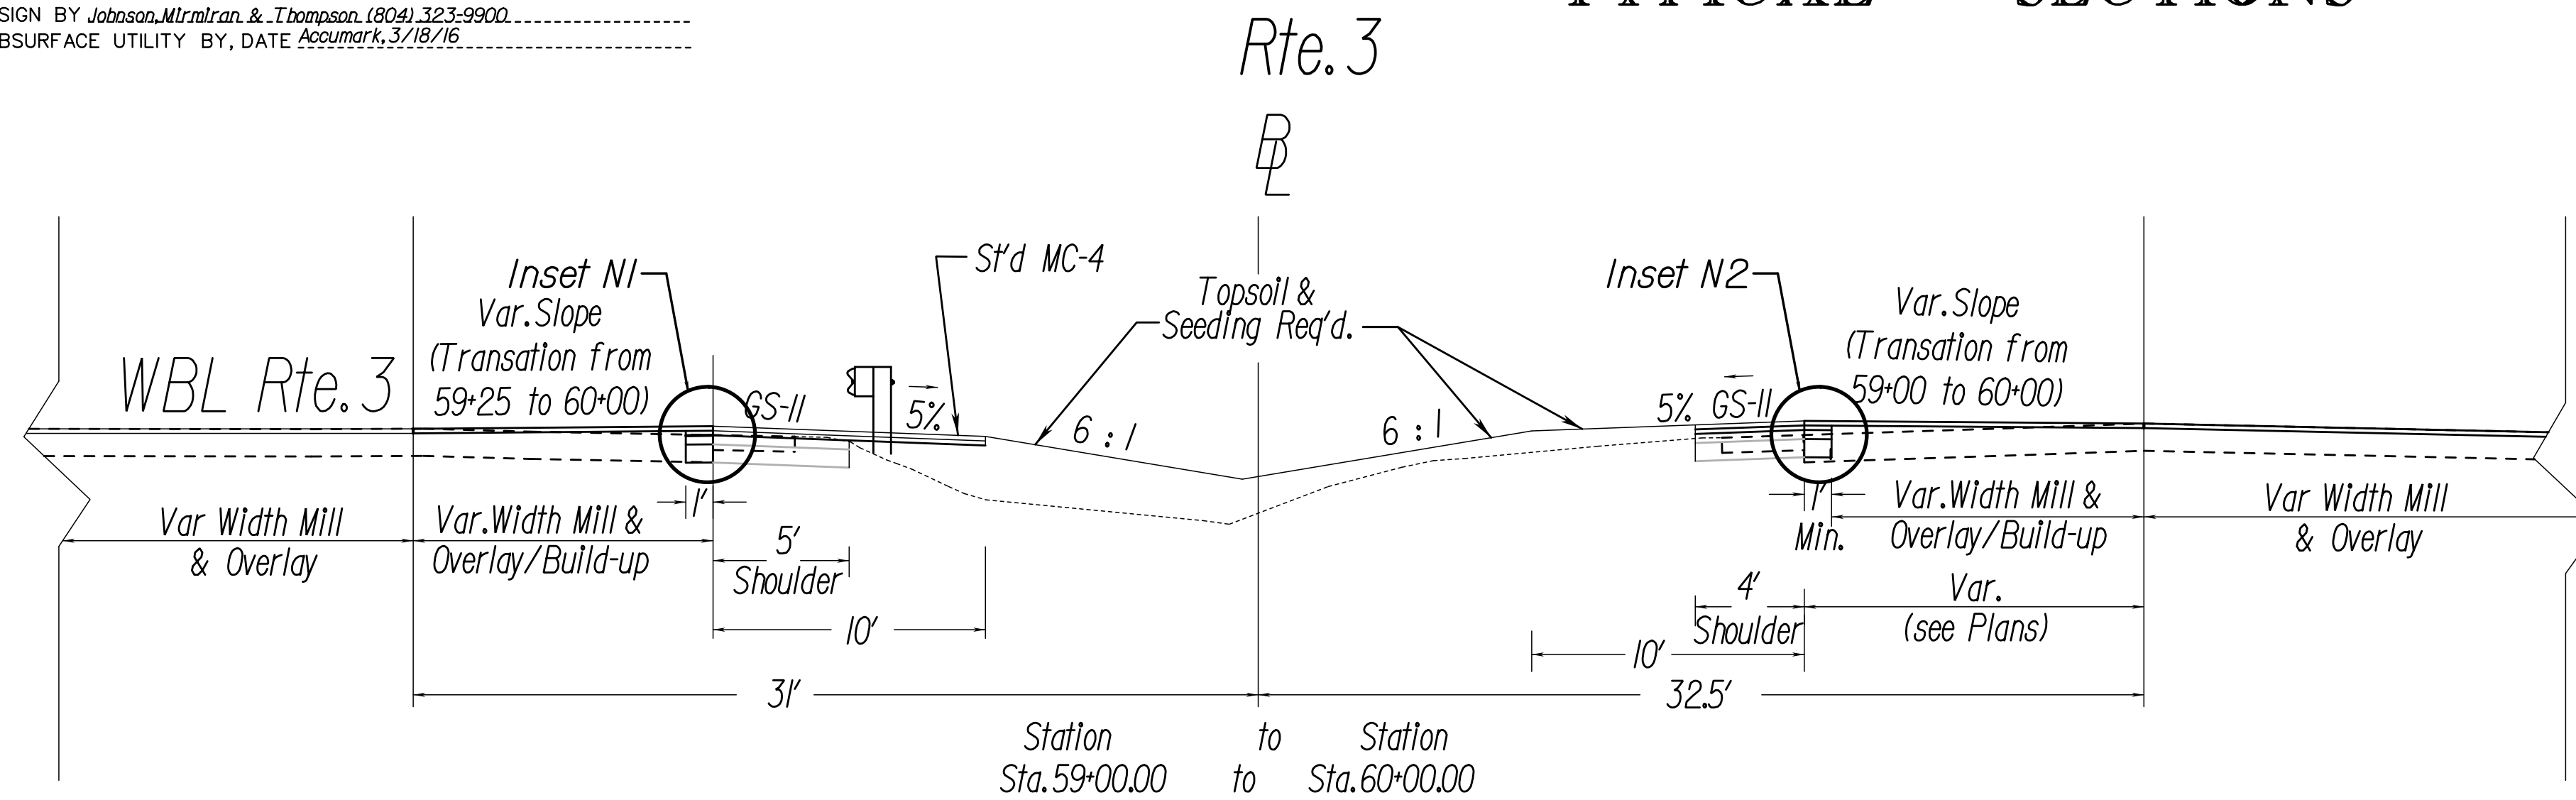 SIGN BY Johnson, Mirmiran & Thompson (804) 323-9900
BSURFACE UTILITY BY, DATE Accumark, 3/18/16
Rte. 3
BL
Inset N1
Var. Slope
(Transation from
59+25 to 60+00)
WBL Rte. 3
GS-11
5%
St'd MC-4
Topsoil &
Seeding Req'd.
6 : 1
6 : 1
5%
GS-11
Inset N2
Var. Slope
(Transation from
59+00 to 60+00)
Var Width Mill
& Overlay
Var. Width Mill &
Overlay/Build-up
1'
5'
Shoulder
10'
1'
Min.
Var. Width Mill &
Overlay/Build-up
Var Width Mill
& Overlay
4'
Shoulder
Var.
(see Plans)
10'
31'
32.5'
Station to Station
Sta. 59+00.00 to Sta. 60+00.00